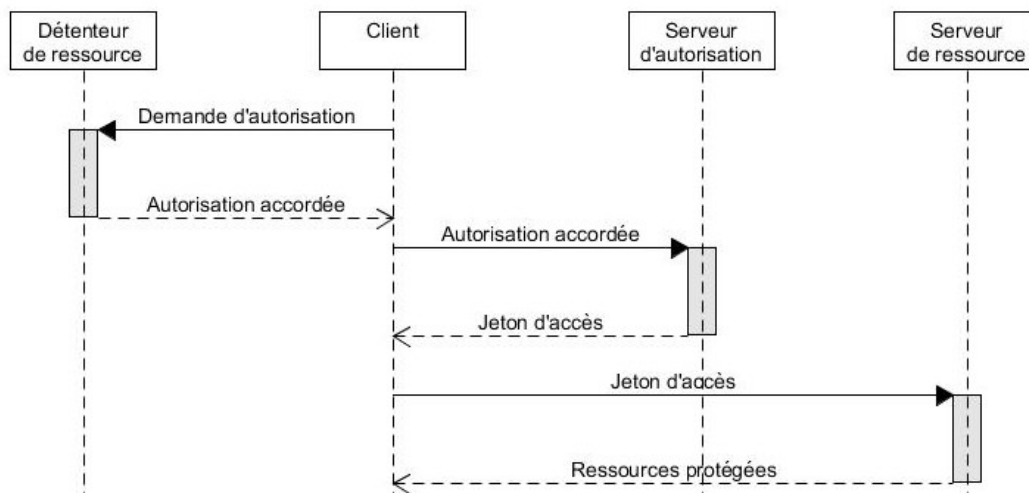 Détenteur
de ressource
Client
Serveur
d'autorisation
Serveur
de ressource
Demande d'autorisation
Autorisation accordée
Autorisation accordée
Jeton d'accès
Jeton d'accès
Ressources protégées